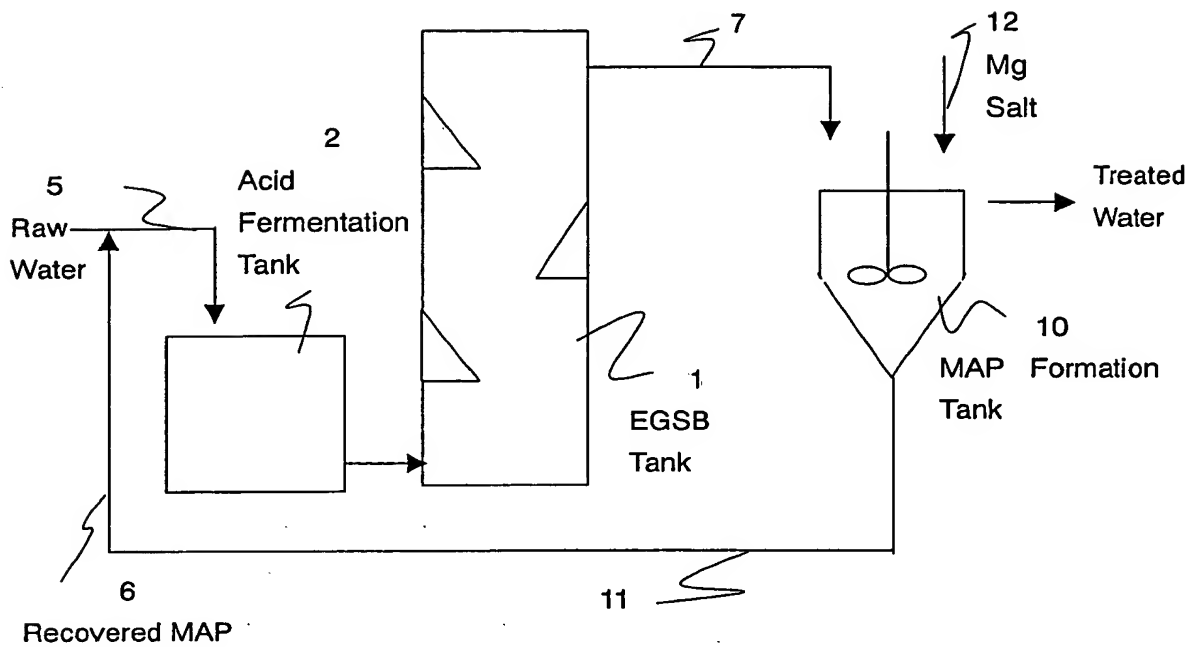 7
12
Mg
Salt
2
Acid
Fermentation
Tank
5
Raw
Water
Treated
Water
10
MAP Formation
Tank
1
EGSB
Tank
11
6
Recovered MAP